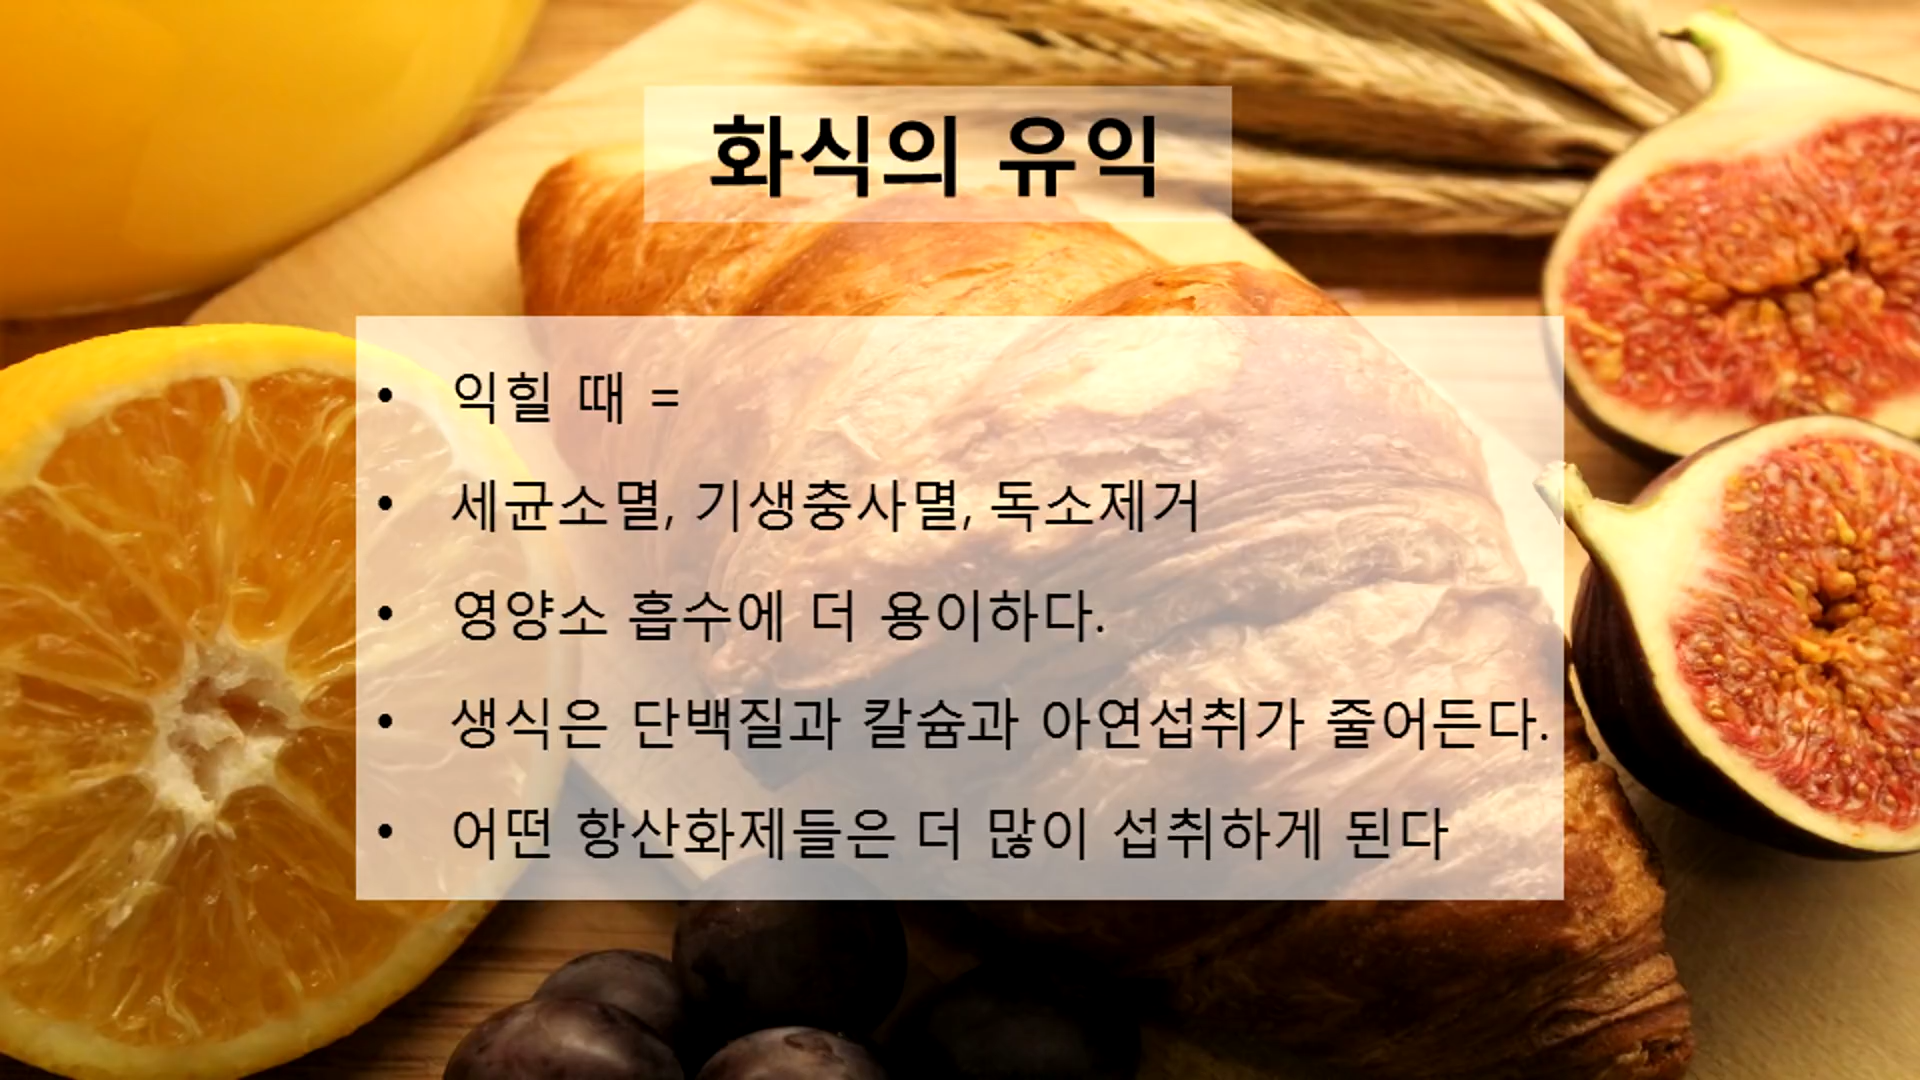 화식의 유익
• 익힐 때 =
• 세균소멸, 기생충사멸, 독소제거
• 영양소 흡수에 더 용이하다.
• 생식은 단백질과 칼슘과 아연섭취가 줄어든다.
• 어떤 항산화제들은 더 많이 섭취하게 된다